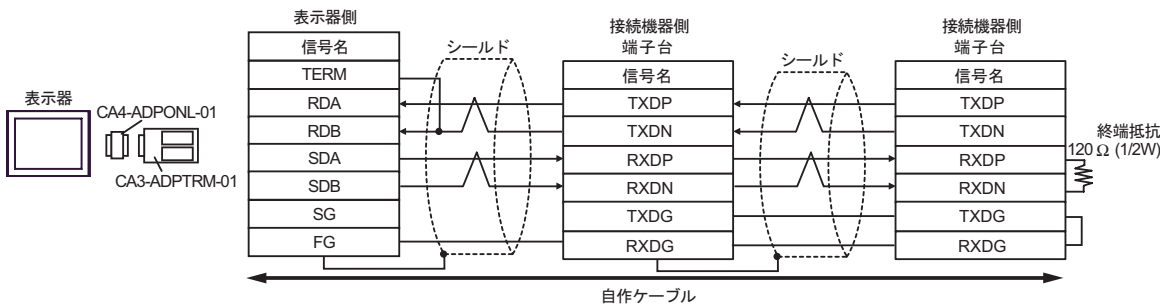 表示器
CA4-ADPONL-01
CA3-ADPTRM-01
表示器側
信号名
TERM
RDA
RDB
SDA
SDB
SG
FG
シールド
接続機器側
端子台
信号名
TXDP
TXDN
RXDP
RXDN
TXDG
RXDG
シールド
接続機器側
端子台
信号名
TXDP
TXDN
RXDP
RXDN
TXDG
RXDG
終端抵抗
120 Ω (1/2W)
自作ケーブル